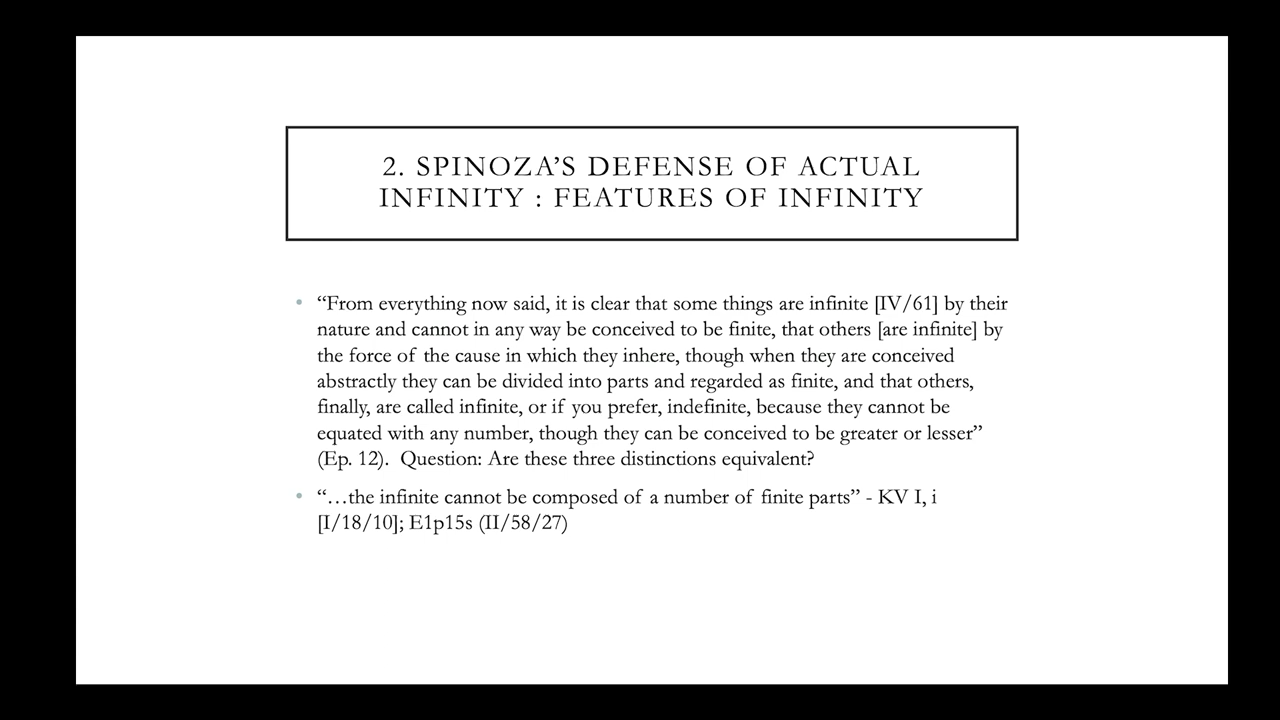 2. SPINOZA’S DEFENSE OF ACTUAL
INFINITY : FEATURES OF INFINITY
• “From everything now said, it is clear that some things are infinite [IV/61] by their
nature and cannot in any way be conceived to be finite, that others [are infinite] by
the force of the cause in which they inhere, though when they are conceived
abstractly they can be divided into parts and regarded as finite, and that others,
finally, are called infinite, or if you prefer, indefinite, because they cannot be
equated with any number, though they can be conceived to be greater or lesser”
(Ep. 12).  Question: Are these three distinctions equivalent?
• “…the infinite cannot be composed of a number of finite parts” - KV I, i
[I/18/10]; E1p15s (II/58/27)